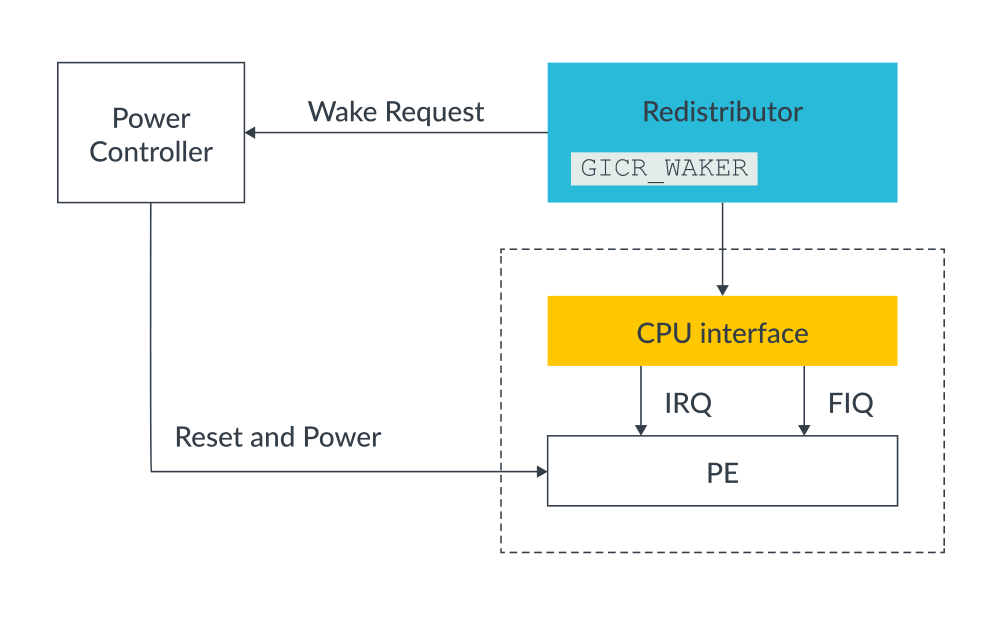 Power
Controller
Wake Request
Redistributor
GICR_WAKER
CPU interface
IRQ
FIQ
Reset and Power
PE